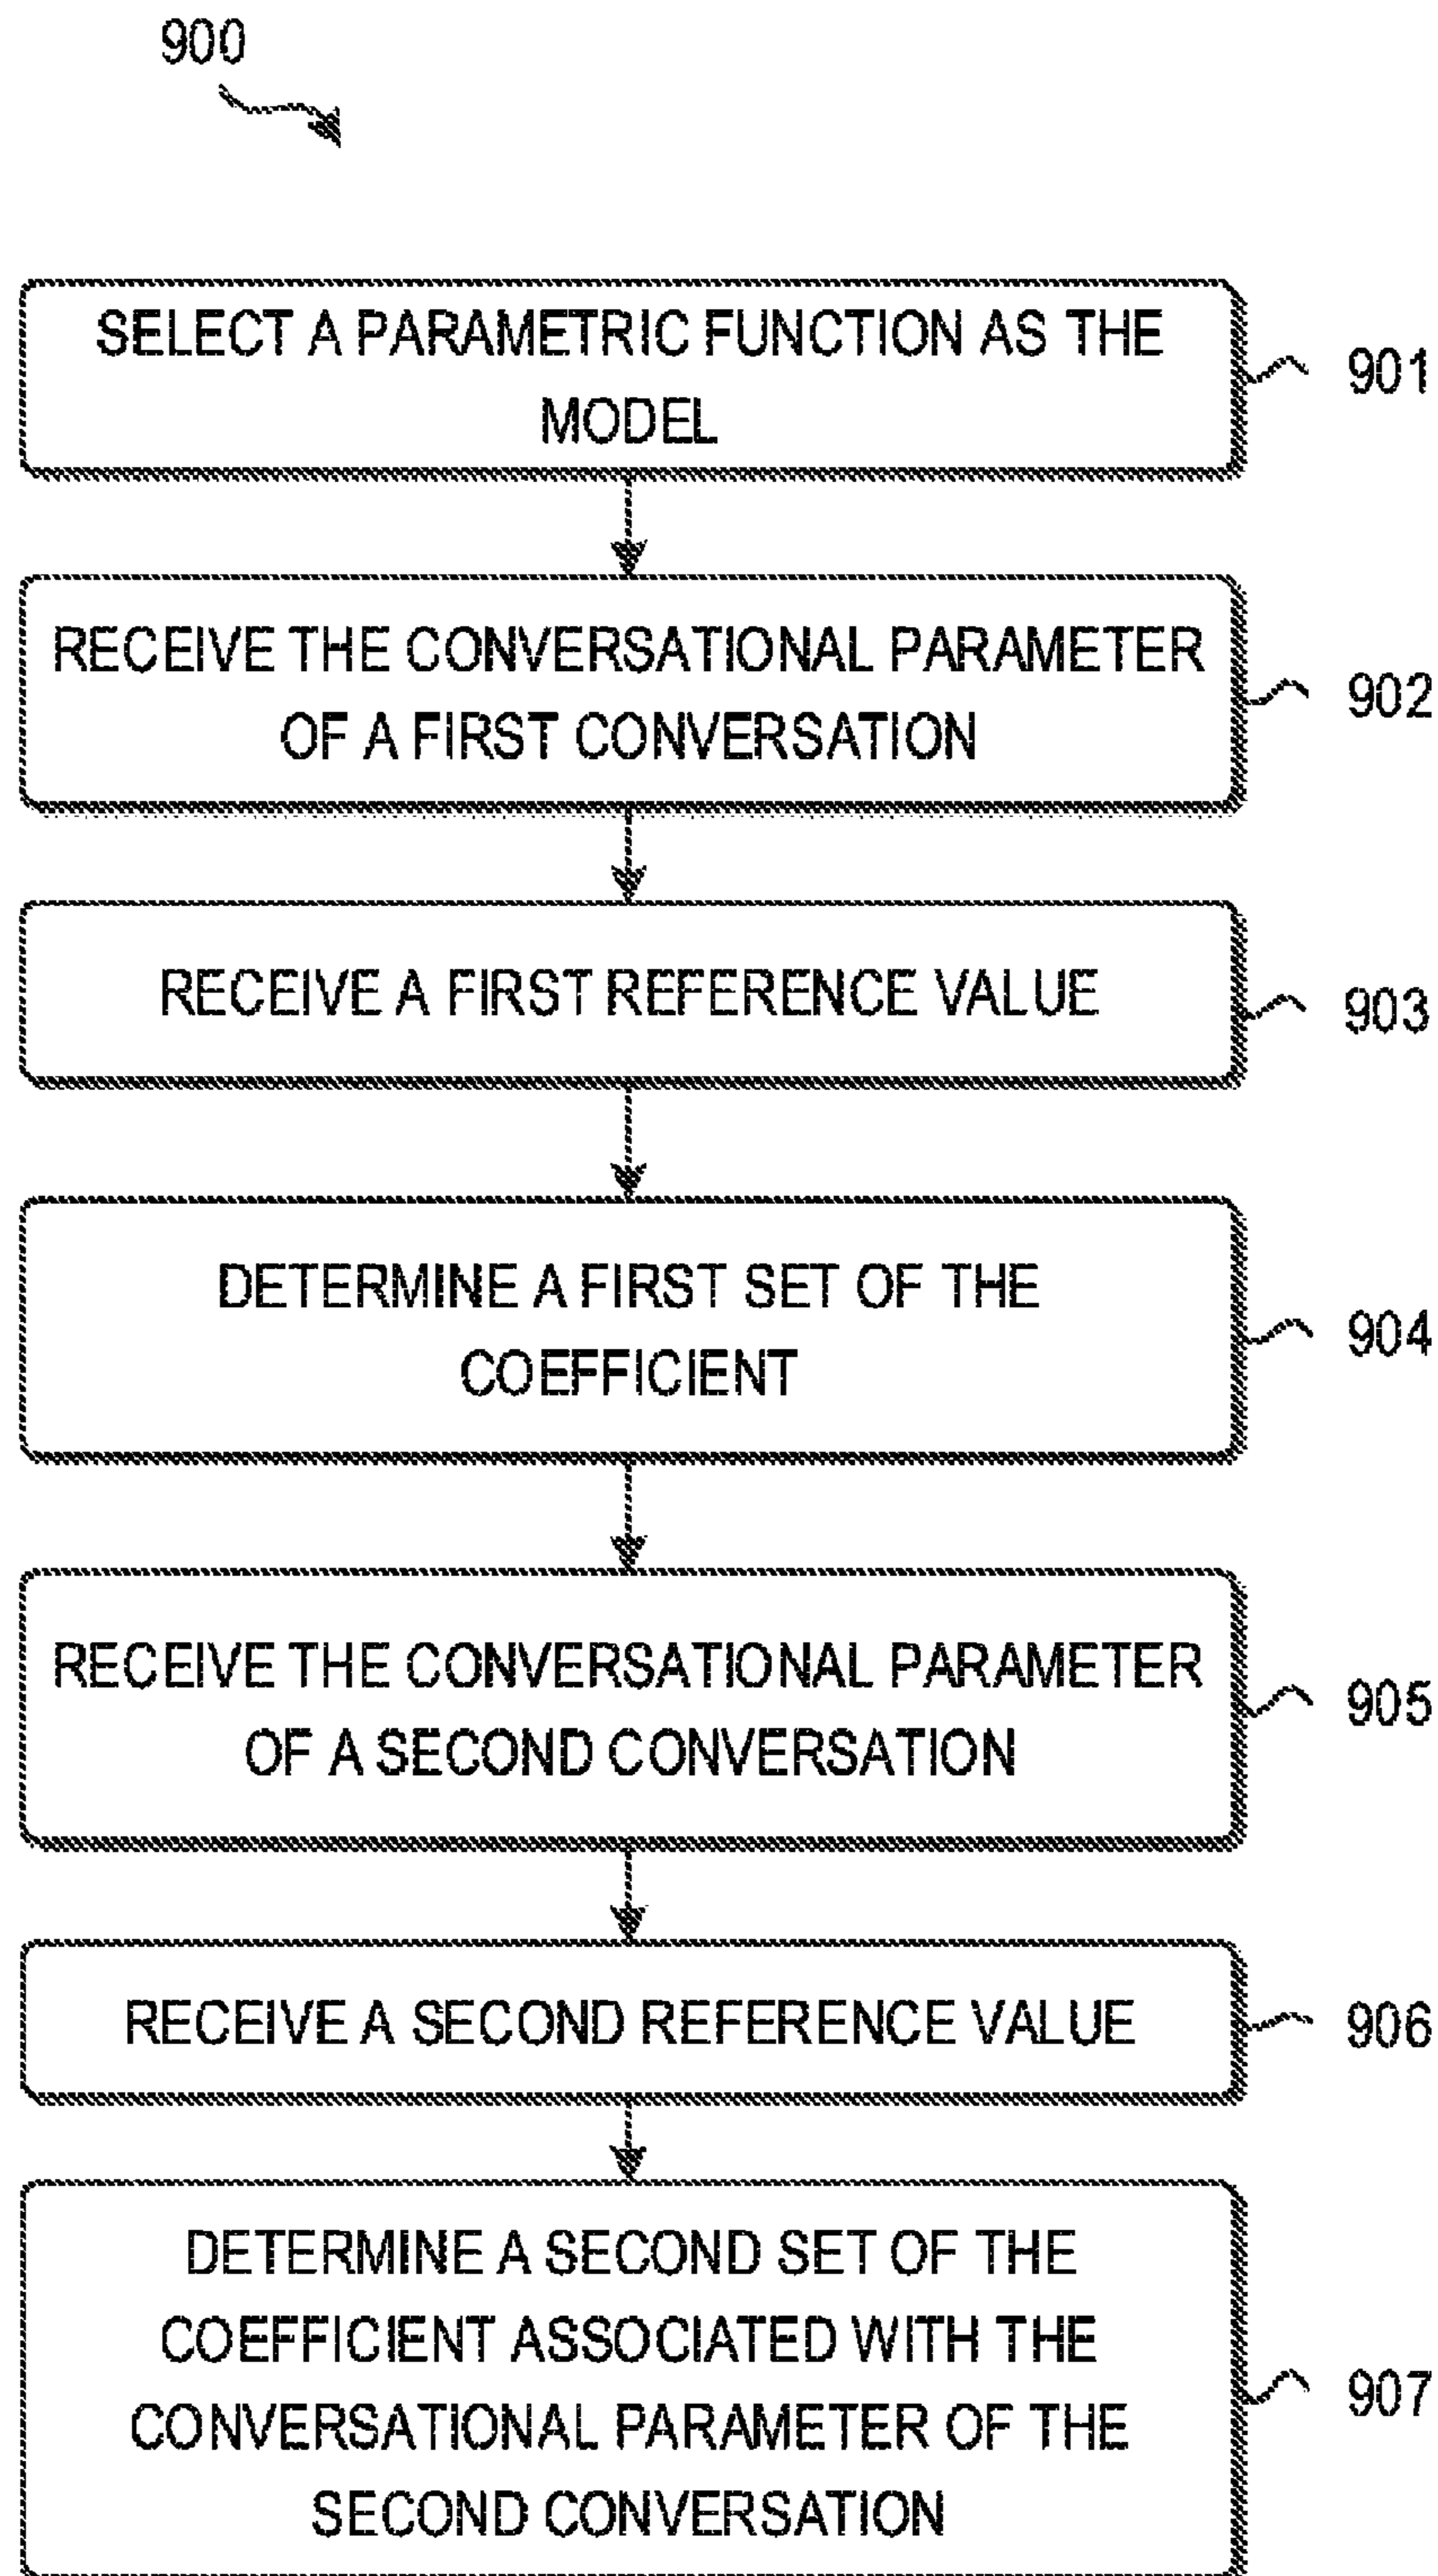 900
SELECT A PARAMETRIC FUNCTION AS THE
MODEL
901
RECEIVE THE CONVERSATIONAL PARAMETER
OF A FIRST CONVERSATION
902
RECEIVE A FIRST REFERENCE VALUE
903
DETERMINE A FIRST SET OF THE
COEFFICIENT
904
RECEIVE THE CONVERSATIONAL PARAMETER
OF A SECOND CONVERSATION
905
RECEIVE A SECOND REFERENCE VALUE
906
DETERMINE A SECOND SET OF THE
COEFFICIENT ASSOCIATED WITH THE
CONVERSATIONAL PARAMETER OF THE
SECOND CONVERSATION
907